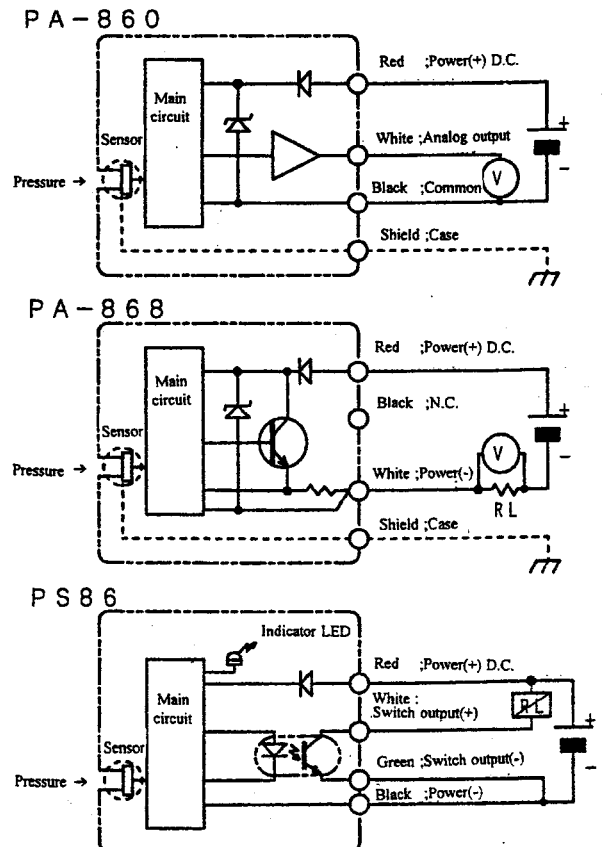 PA-860
Red ;Power(+) D.C.
Main
circuit
+
Sensor
White ;Analog output
V
−
Pressure →
Black ;Common
Shield ;Case
PA-868
Red ;Power(+) D.C.
Main
circuit
Black ;N.C.
+
Sensor
V
−
Pressure →
White ;Power(-)
RL
Shield ;Case
PS86
Indicator LED
Red ;Power(+) D.C.
Main
circuit
White :
Switch output(+)
RL
+
Sensor
Green ;Switch output(-)
−
Pressure →
Black ;Power(-)